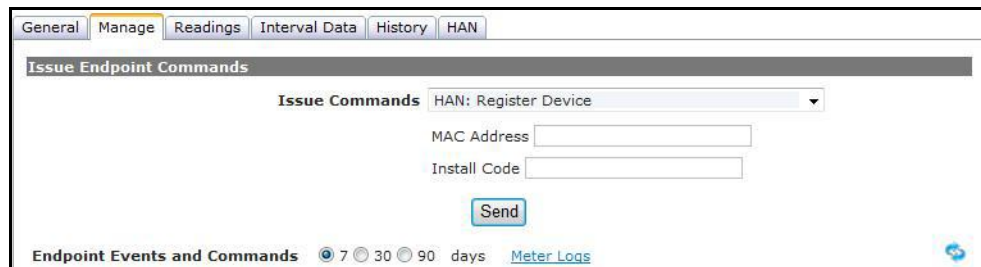 General Manage Readings Interval Data History HAN
Issue Endpoint Commands
Issue Commands HAN: Register Device
MAC Address
Install Code
Send
Endpoint Events and Commands 7 30 90 days Meter Logs